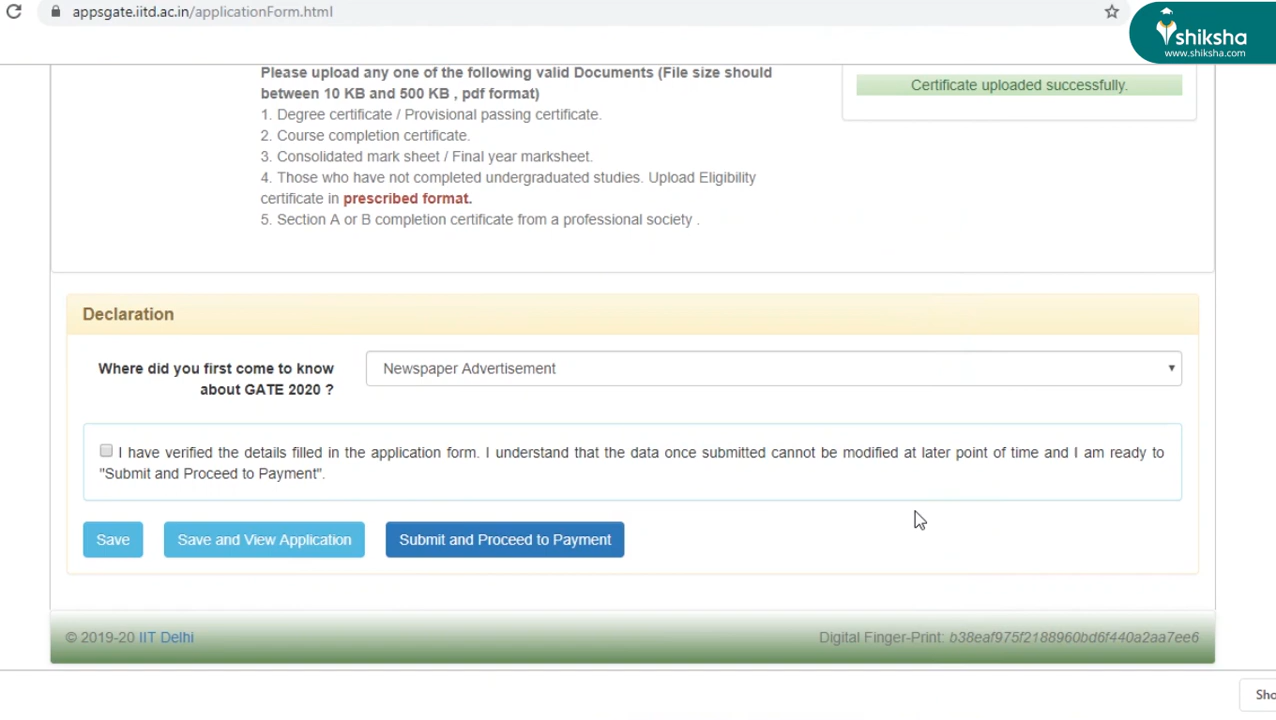 appsgate.iitd.ac.in/applicationForm.html
shiksha
www.shiksha.com
Please upload any one of the following valid Documents (File size should
between 10 KB and 500 KB , pdf format)
1. Degree certificate / Provisional passing certificate.
2. Course completion certificate.
3. Consolidated mark sheet / Final year marksheet.
4. Those who have not completed undergraduated studies. Upload Eligibility
certificate in prescribed format.
5. Section A or B completion certificate from a professional society .
Certificate uploaded successfully.
Declaration
Where did you first come to know
about GATE 2020 ?
Newspaper Advertisement
I have verified the details filled in the application form. I understand that the data once submitted cannot be modified at later point of time and I am ready to
"Submit and Proceed to Payment".
Save
Save and View Application
Submit and Proceed to Payment
© 2019-20 IIT Delhi
Digital Finger-Print: b38eaf975f2188960bd6f440a2aa7ee6
Sho